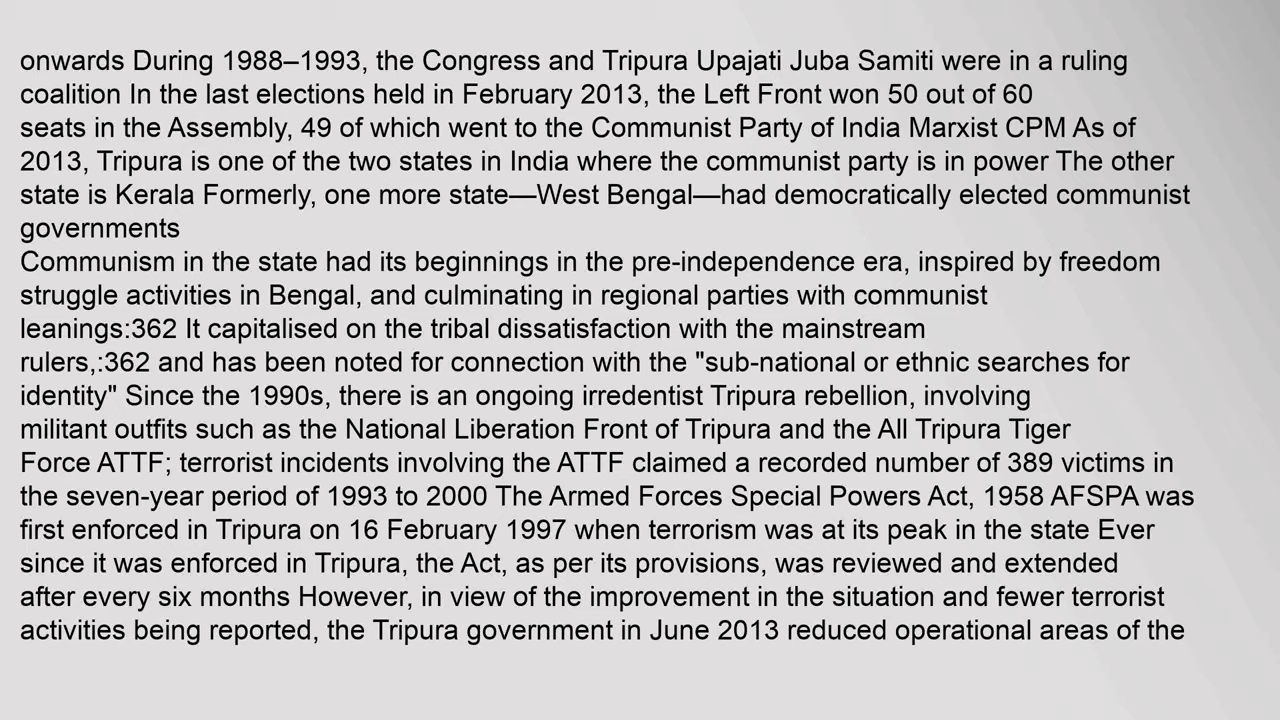 onwards During 1988–1993, the Congress and Tripura Upajati Juba Samiti were in a ruling
coalition In the last elections held in February 2013, the Left Front won 50 out of 60
seats in the Assembly, 49 of which went to the Communist Party of India Marxist CPM As of
2013, Tripura is one of the two states in India where the communist party is in power The other
state is Kerala Formerly, one more state—West Bengal—had democratically elected communist
governments
Communism in the state had its beginnings in the pre-independence era, inspired by freedom
struggle activities in Bengal, and culminating in regional parties with communist
leanings:362 It capitalised on the tribal dissatisfaction with the mainstream
rulers,:362 and has been noted for connection with the "sub-national or ethnic searches for
identity" Since the 1990s, there is an ongoing irredentist Tripura rebellion, involving
militant outfits such as the National Liberation Front of Tripura and the All Tripura Tiger
Force ATTF; terrorist incidents involving the ATTF claimed a recorded number of 389 victims in
the seven-year period of 1993 to 2000 The Armed Forces Special Powers Act, 1958 AFSPA was
first enforced in Tripura on 16 February 1997 when terrorism was at its peak in the state Ever
since it was enforced in Tripura, the Act, as per its provisions, was reviewed and extended
after every six months However, in view of the improvement in the situation and fewer terrorist
activities being reported, the Tripura government in June 2013 reduced operational areas of the